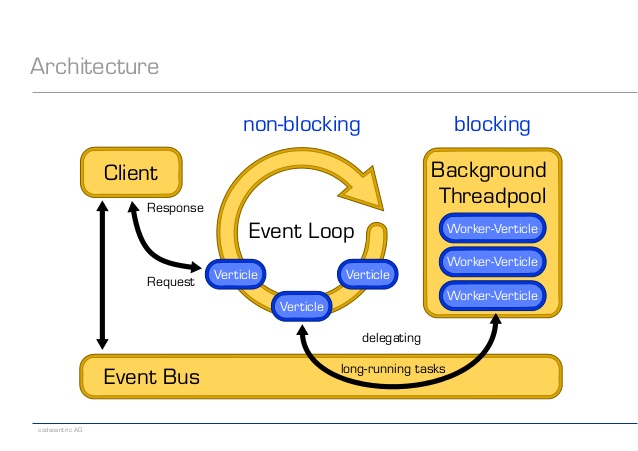 Architecture
non-blocking
blocking
Client
Background
Threadpool
Response
Worker-Verticle
Event Loop
Worker-Verticle
Verticle
Verticle
Request
Worker-Verticle
Verticle
delegating
long-running tasks
Event Bus
codecentric AG